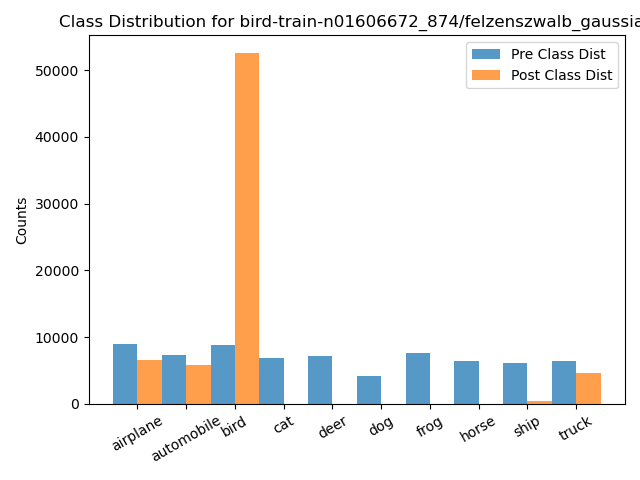 Class Distribution for bird-train-n01606672_874/felzenszwalb_gaussia
Pre Class Dist
Post Class Dist
Counts
50000
40000
30000
20000
10000
0
airplane
automobile
bird
cat
deer
dog
frog
horse
ship
truck